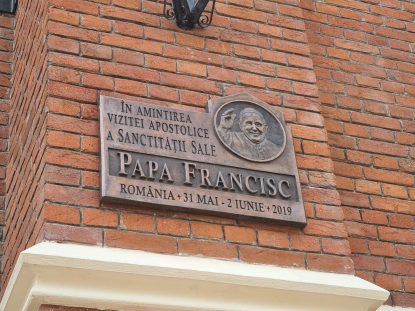 ÎN AMINTIREA
VIZITEI APOSTOLICE
A SANCTITĂȚII SALE
PAPA FRANCISC
ROMÂNIA • 31 MAI - 2 IUNIE • 2019